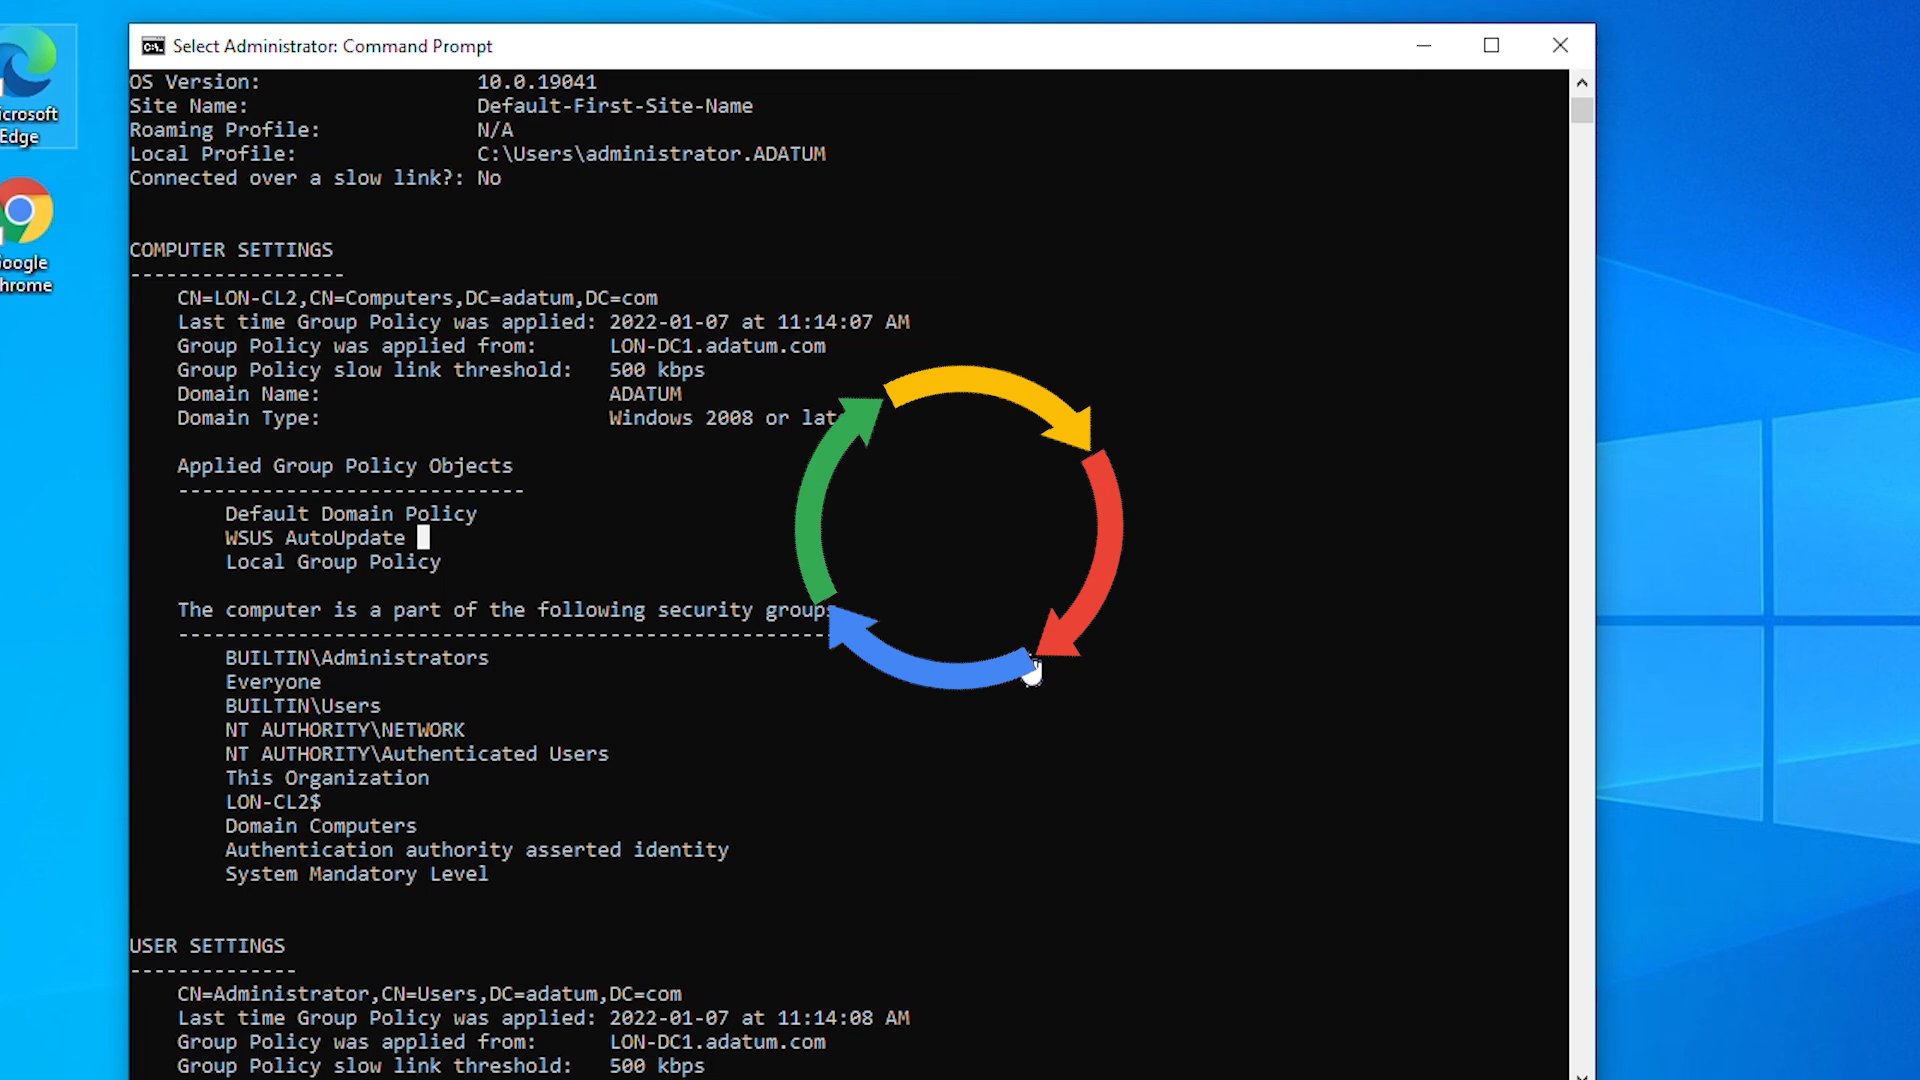 Select Administrator: Command Prompt
OS Version: 10.0.19041
Site Name: Default-First-Site-Name
Roaming Profile: N/A
Local Profile: C:\Users\administrator.ADATUM
Connected over a slow link?: No
COMPUTER SETTINGS
------------------
CN=LON-CL2,CN=Computers,DC=adatum,DC=com
Last time Group Policy was applied: 2022-01-07 at 11:14:07 AM
Group Policy was applied from: LON-DC1.adatum.com
Group Policy slow link threshold: 500 kbps
Domain Name: ADATUM
Domain Type: Windows 2008 or lat
Applied Group Policy Objects
-----------------------------
Default Domain Policy
WSUS AutoUpdate
Local Group Policy
The computer is a part of the following security groups
-------------------------------------------------------
BUILTIN\Administrators
Everyone
BUILTIN\Users
NT AUTHORITY\NETWORK
NT AUTHORITY\Authenticated Users
This Organization
LON-CL2$
Domain Computers
Authentication authority asserted identity
System Mandatory Level
USER SETTINGS
--------------
CN=Administrator,CN=Users,DC=adatum,DC=com
Last time Group Policy was applied: 2022-01-07 at 11:14:08 AM
Group Policy was applied from: LON-DC1.adatum.com
Group Policy slow link threshold: 500 kbps
icrosoft
Edge
oogle
hrome